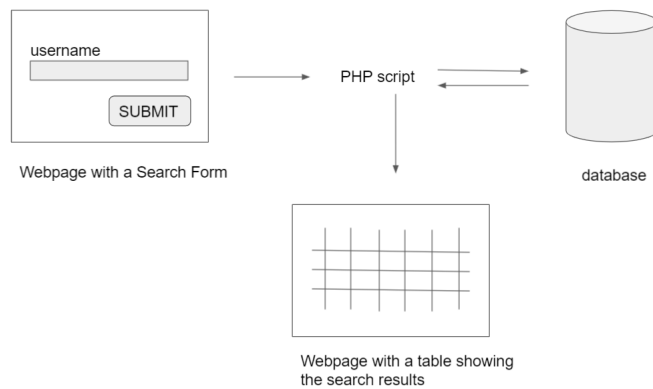 username
SUBMIT
Webpage with a Search Form
PHP script
database
Webpage with a table showing
the search results